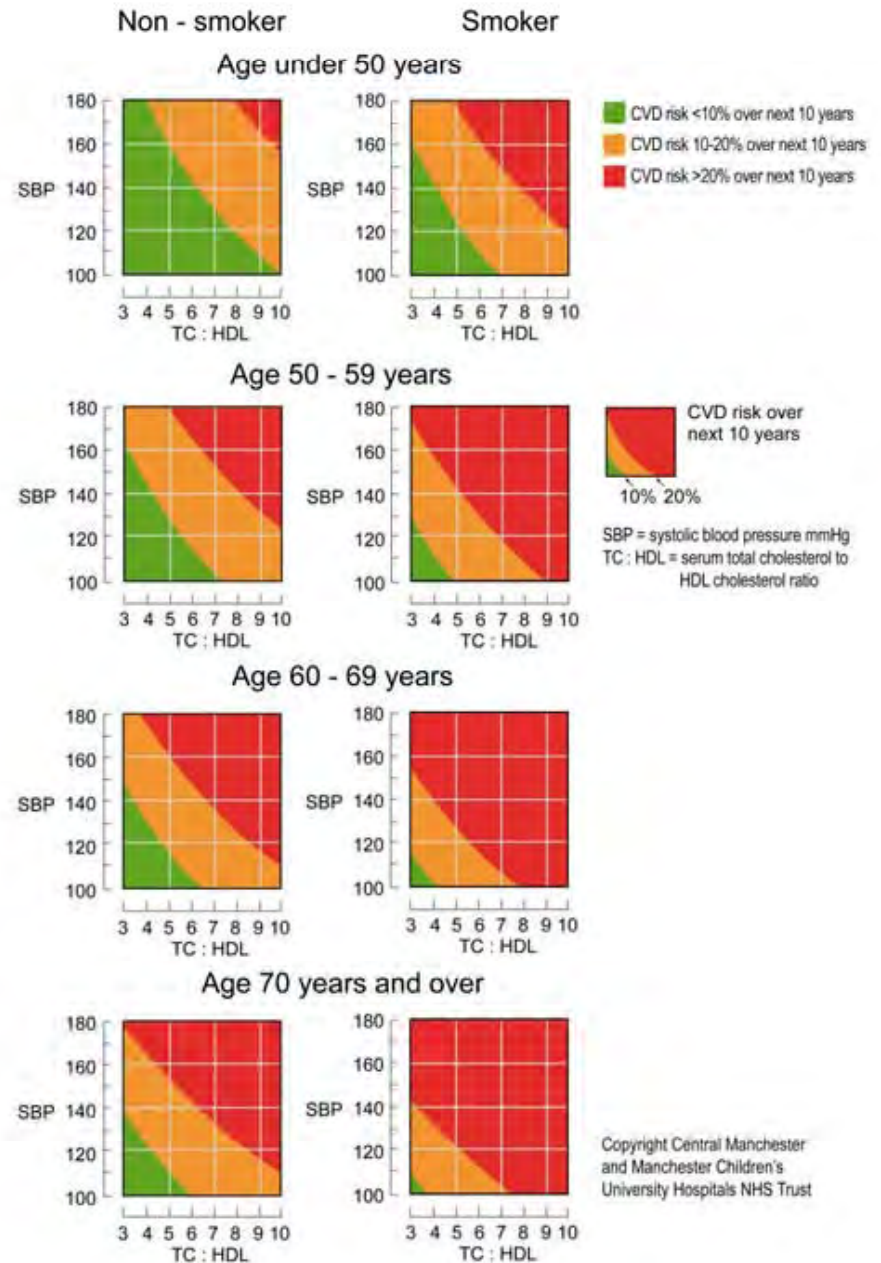 Non - smoker Smoker
Age under 50 years
180 180
160 160
SBP 140 SBP 140
120 120
100 100
3 4 5 6 7 8 9 10 3 4 5 6 7 8 9 10
TC : HDL TC : HDL
CVD risk <10% over next 10 years
CVD risk 10-20% over next 10 years
CVD risk >20% over next 10 years
Age 50 - 59 years
180 180
160 160
SBP 140 SBP 140
120 120
100 100
3 4 5 6 7 8 9 10 3 4 5 6 7 8 9 10
TC : HDL TC : HDL
CVD risk over
next 10 years
10% 20%
SBP = systolic blood pressure mmHg
TC : HDL = serum total cholesterol to
HDL cholesterol ratio
Age 60 - 69 years
180 180
160 160
SBP 140 SBP 140
120 120
100 100
3 4 5 6 7 8 9 10 3 4 5 6 7 8 9 10
TC : HDL TC : HDL
Age 70 years and over
180 180
160 160
SBP 140 SBP 140
120 120
100 100
3 4 5 6 7 8 9 10 3 4 5 6 7 8 9 10
TC : HDL TC : HDL
Copyright Central Manchester
and Manchester Children's
University Hospitals NHS Trust